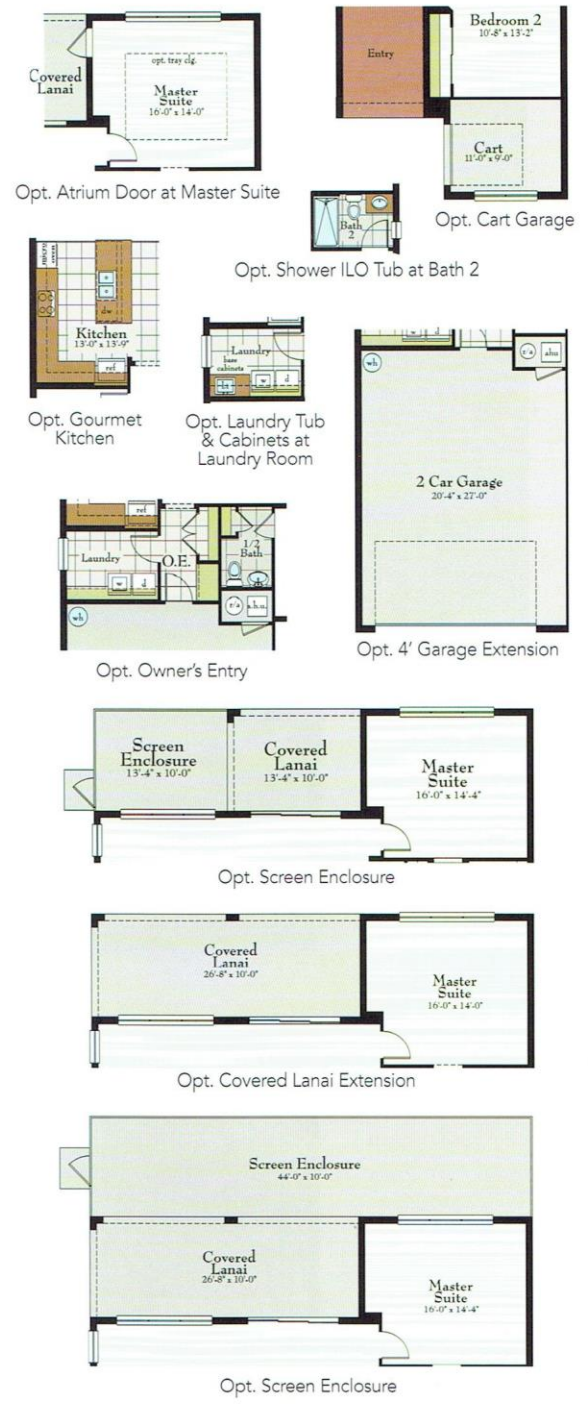 Covered
Lanai
opt. tray clg.
Master
Suite
16'-0" x 14'-0"
Opt. Atrium Door at Master Suite
Entry
Bedroom 2
10'-8" x 13'-2"
Cart
11'-0" x 9'-0"
Opt. Cart Garage
Bath
2
Opt. Shower ILO Tub at Bath 2
micro
oven
dw
Kitchen
13'-0" x 13'-9"
ref
Opt. Gourmet
Kitchen
Laundry
base
cabinets
w
d
Opt. Laundry Tub
& Cabinets at
Laundry Room
wh
r/a
ahu
2 Car Garage
20'-4" x 27'-0"
Opt. 4' Garage Extension
ref
Laundry
O.E.
1/2
Bath
w
d
wh
r/a
a.h.u.
Opt. Owner's Entry
Screen
Enclosure
13'-4" x 10'-0"
Covered
Lanai
13'-4" x 10'-0"
Master
Suite
16'-0" x 14'-4"
Opt. Screen Enclosure
Covered
Lanai
26'-8" x 10'-0"
Master
Suite
16'-0" x 14'-0"
Opt. Covered Lanai Extension
Screen Enclosure
44'-0" x 10'-0"
Covered
Lanai
26'-8" x 10'-0"
Master
Suite
16'-0" x 14'-4"
Opt. Screen Enclosure